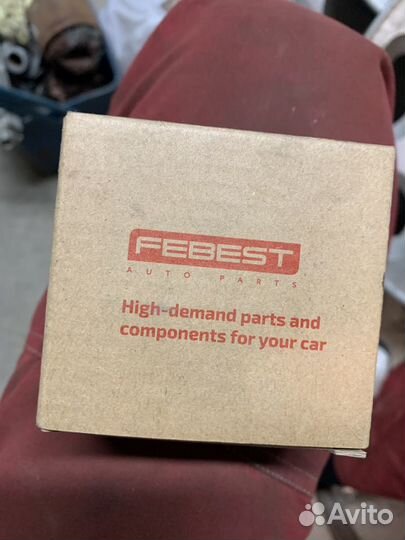 FEBEST
AUTO PARTS
High-demand parts and
components for your car
Avito